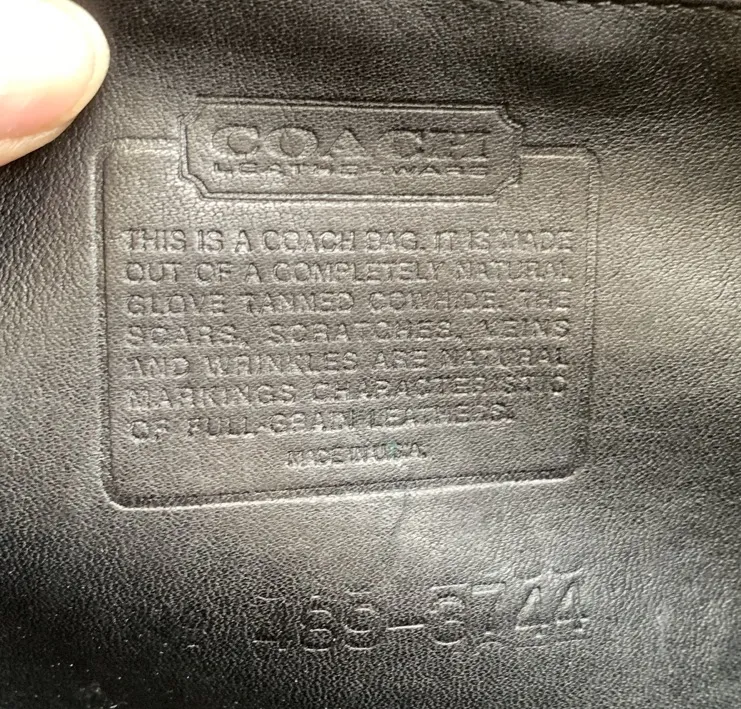 COACH
LEATHERWARE
THIS IS A COACH BAG. IT IS MADE
OUT OF A COMPLETELY NATURAL
GLOVE TANNED COWHIDE. THE
SCARS, SCRATCHES, VEINS
AND WRINKLES ARE NATURAL
MARKINGS CHARACTERISTIC
OF FULL-GRAIN LEATHERS.
MADE IN U.S.A.